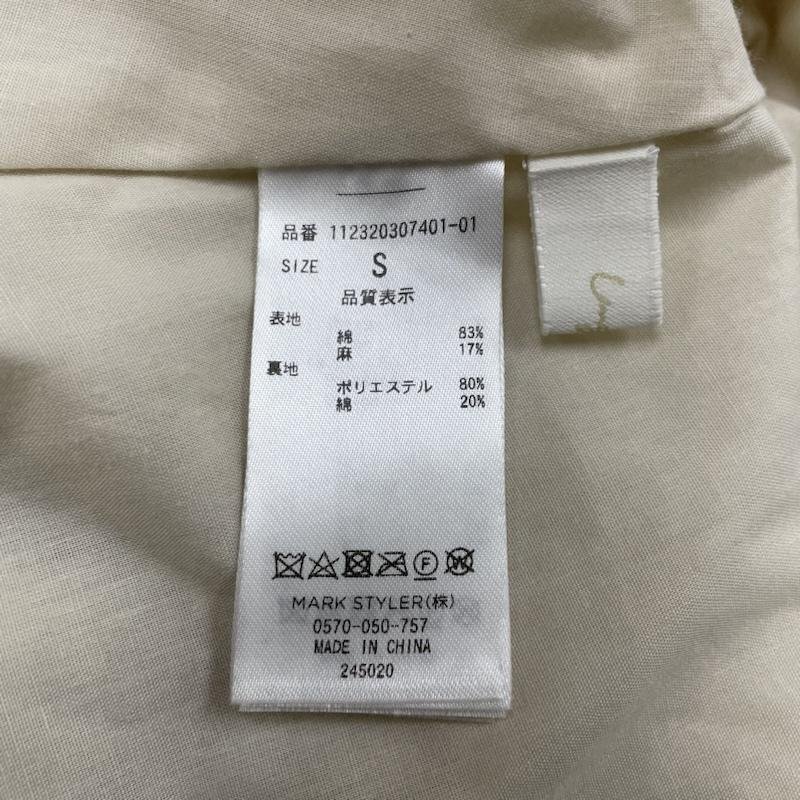 品番 112320307401-01
SIZE S
品質表示
表地
綿 83%
麻 17%
裏地
ポリエステル 80%
綿 20%
F W
MARK STYLER(株)
0570-050-757
MADE IN CHINA
245020